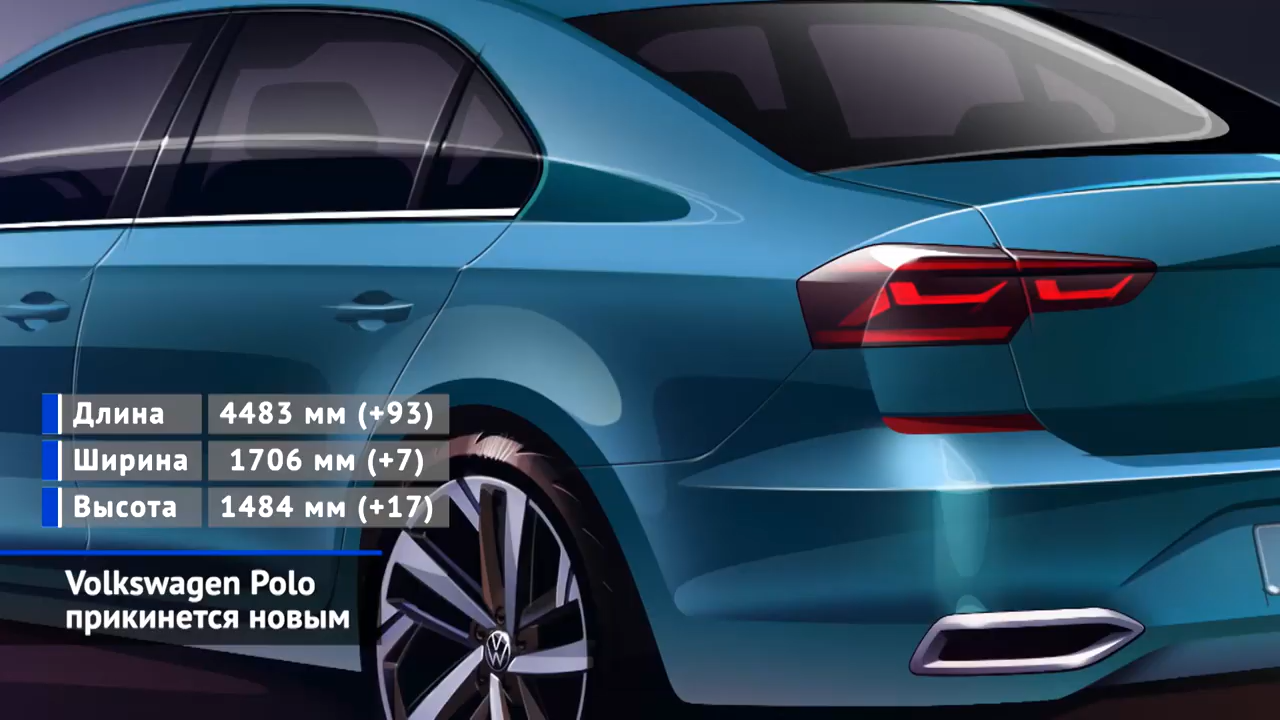 Длина 4483 мм (+93)
Ширина 1706 мм (+7)
Высота 1484 мм (+17)
Volkswagen Polo
прикинется новым